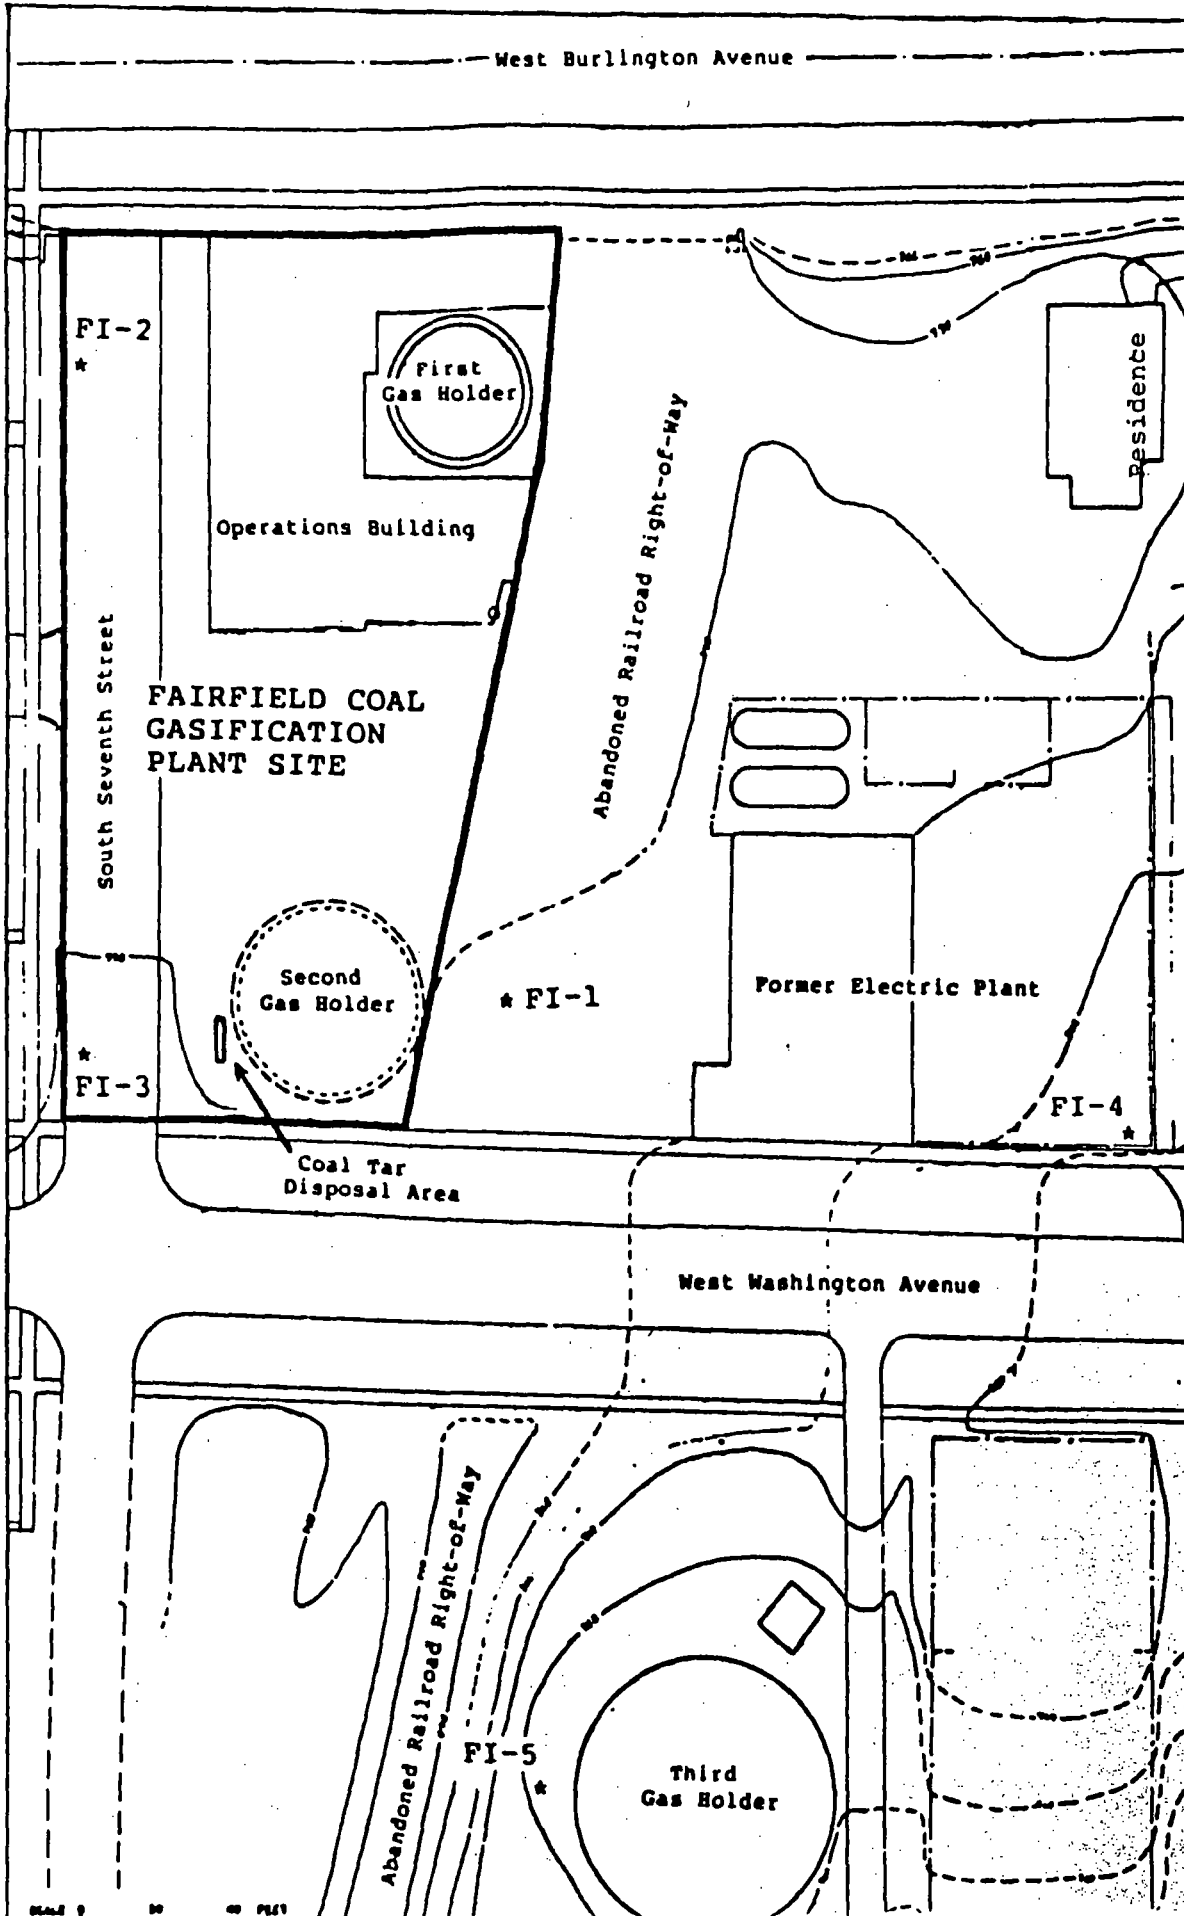 West Burlington Avenue
FI-2
*
First
Gas Holder
Residence
Abandoned Railroad Right-of-Way
Operations Building
South Seventh Street
FAIRFIELD COAL
GASIFICATION
PLANT SITE
Second
Gas Holder
* FI-1
Former Electric Plant
*
FI-3
FI-4
*
Coal Tar
Disposal Area
West Washington Avenue
Abandoned Railroad Right-of-Way
FI-5
*
Third
Gas Holder